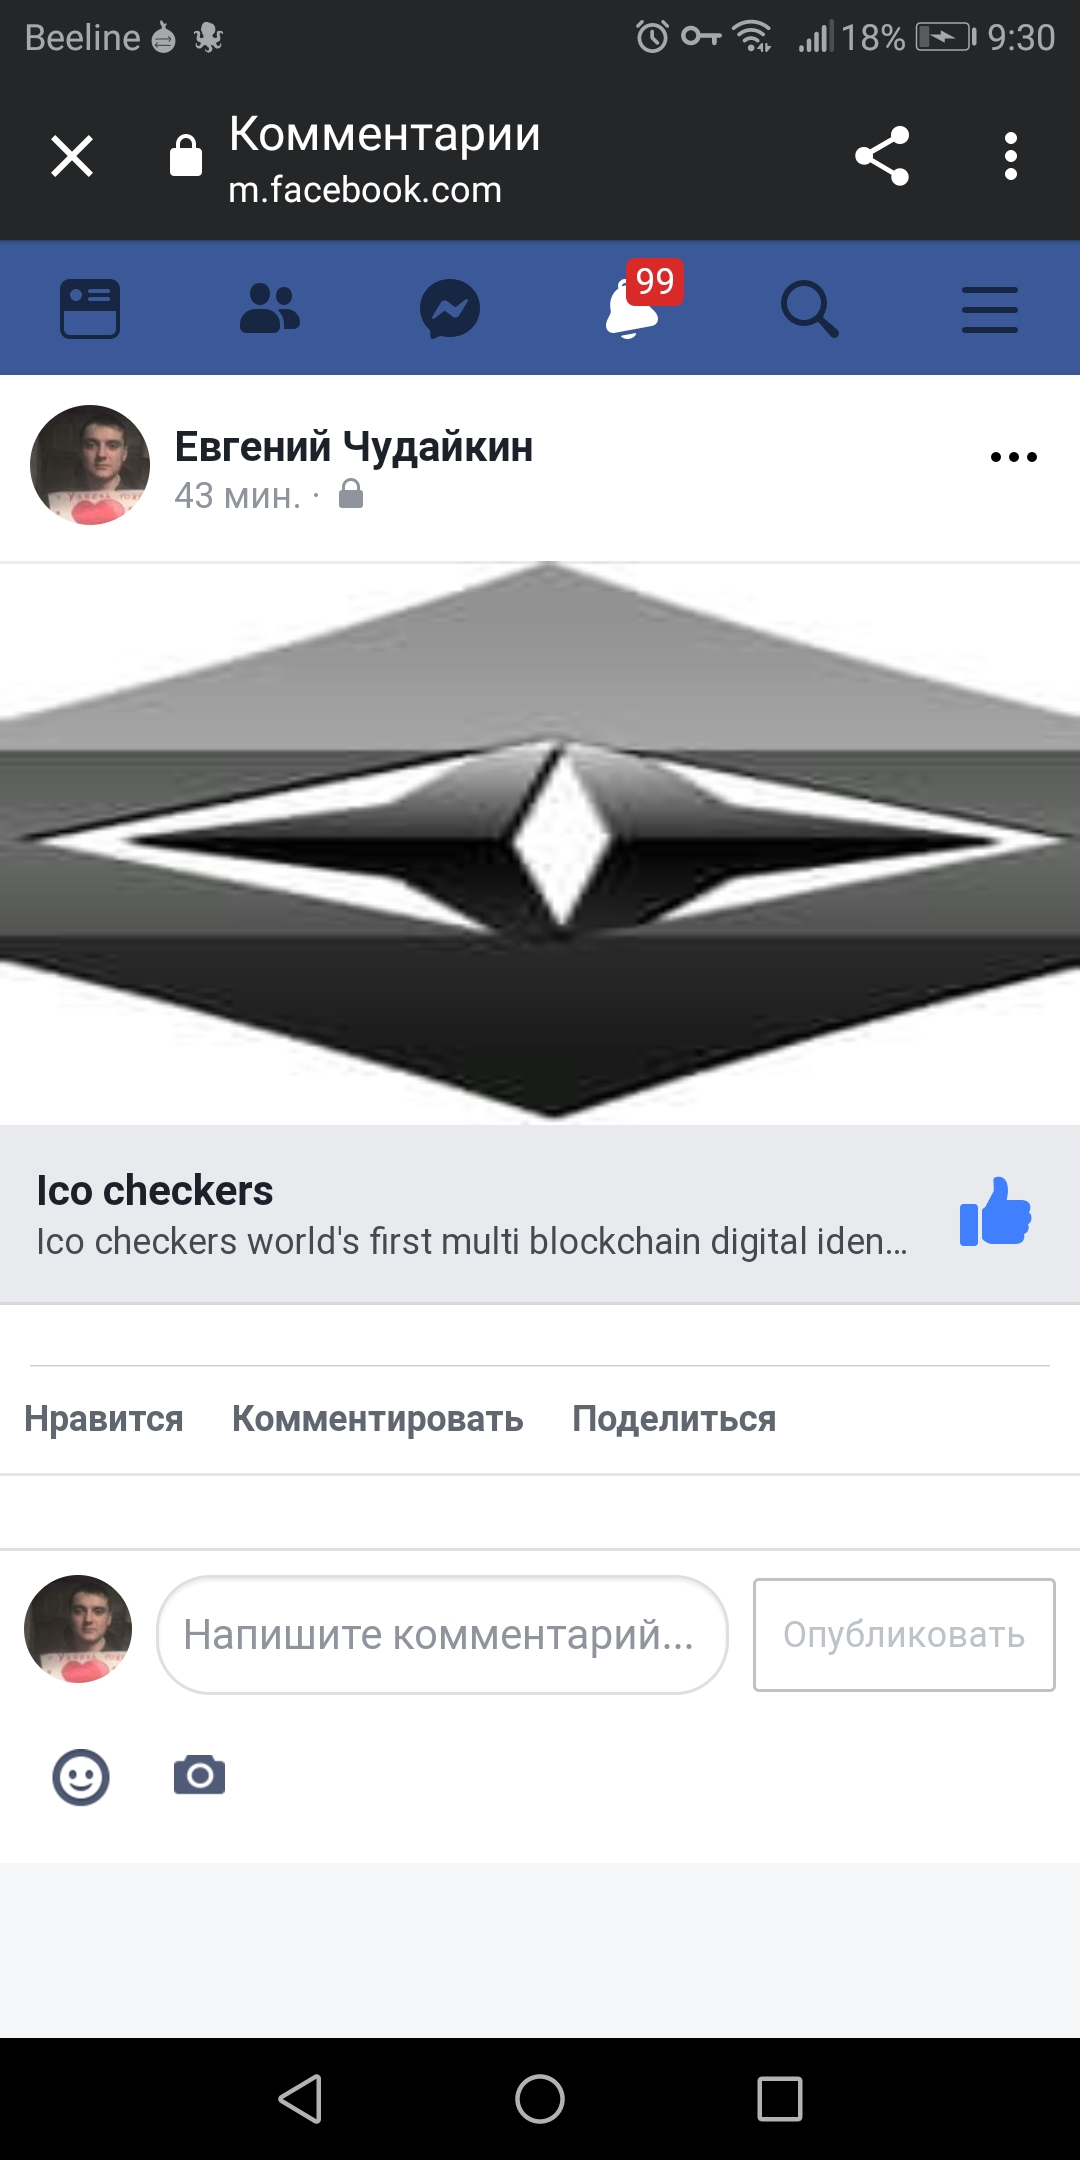 Beeline 18% 9:30
Комментарии
m.facebook.com
99
Евгений Чудайкин
43 мин. ·
Ico checkers
Ico checkers world's first multi blockchain digital iden...
Нравится Комментировать Поделиться
Напишите комментарий... Опубликовать